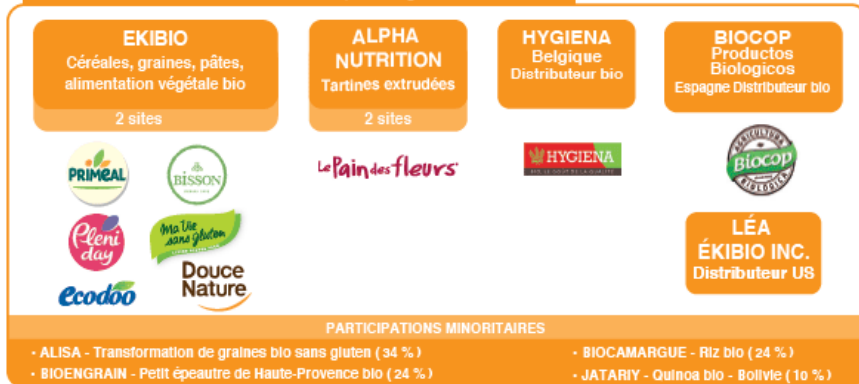 EKIBIO
Céréales, graines, pâtes,
alimentation végétale bio
2 sites
PRIMEAL
BISSON
Pleni
day
Ma Vie
sans gluten
ecodoo
Douce
Nature
ALPHA
NUTRITION
Tartines extrudées
2 sites
Le Pain des fleurs
HYGIENA
Belgique
Distributeur bio
HYGIENA
BIOCOP
Productos
Biologicos
Espagne Distributeur bio
AGRICULTURA
Biocop
BIOLÓGICA
LÉA
ÉKIBIO INC.
Distributeur US
PARTICIPATIONS MINORITAIRES
• ALISA - Transformation de graines bio sans gluten ( 34 % )
• BIOENGRAIN - Petit épeautre de Haute-Provence bio ( 24 % )
• BIOCAMARGUE - Riz bio ( 24 % )
• JATARIY - Quinoa bio - Bolivie ( 10 % )